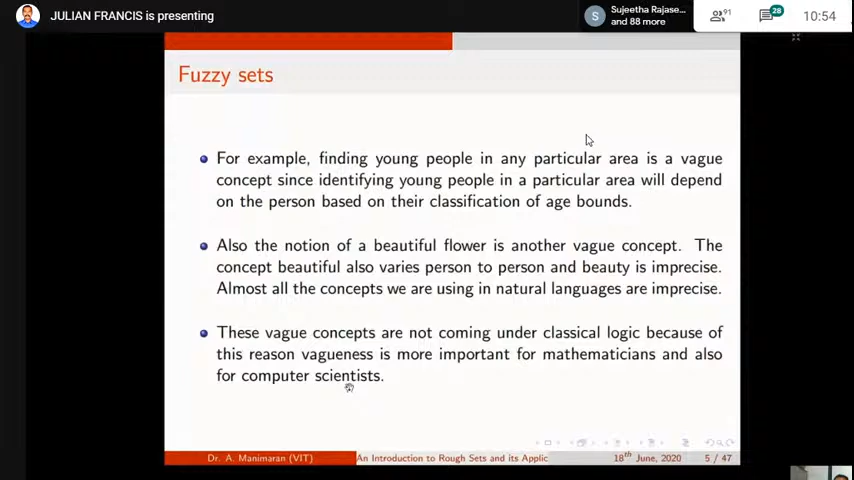 JULIAN FRANCIS is presenting
S
Sujeetha Rajase...
and 88 more
91
28
10:54
Fuzzy sets
For example, finding young people in any particular area is a vague
concept since identifying young people in a particular area will depend
on the person based on their classification of age bounds.
Also the notion of a beautiful flower is another vague concept. The
concept beautiful also varies person to person and beauty is imprecise.
Almost all the concepts we are using in natural languages are imprecise.
These vague concepts are not coming under classical logic because of
this reason vagueness is more important for mathematicians and also
for computer scientists.
Dr. A. Manimaran (VIT)
An Introduction to Rough Sets and its Applic
18th June, 2020
5 / 47